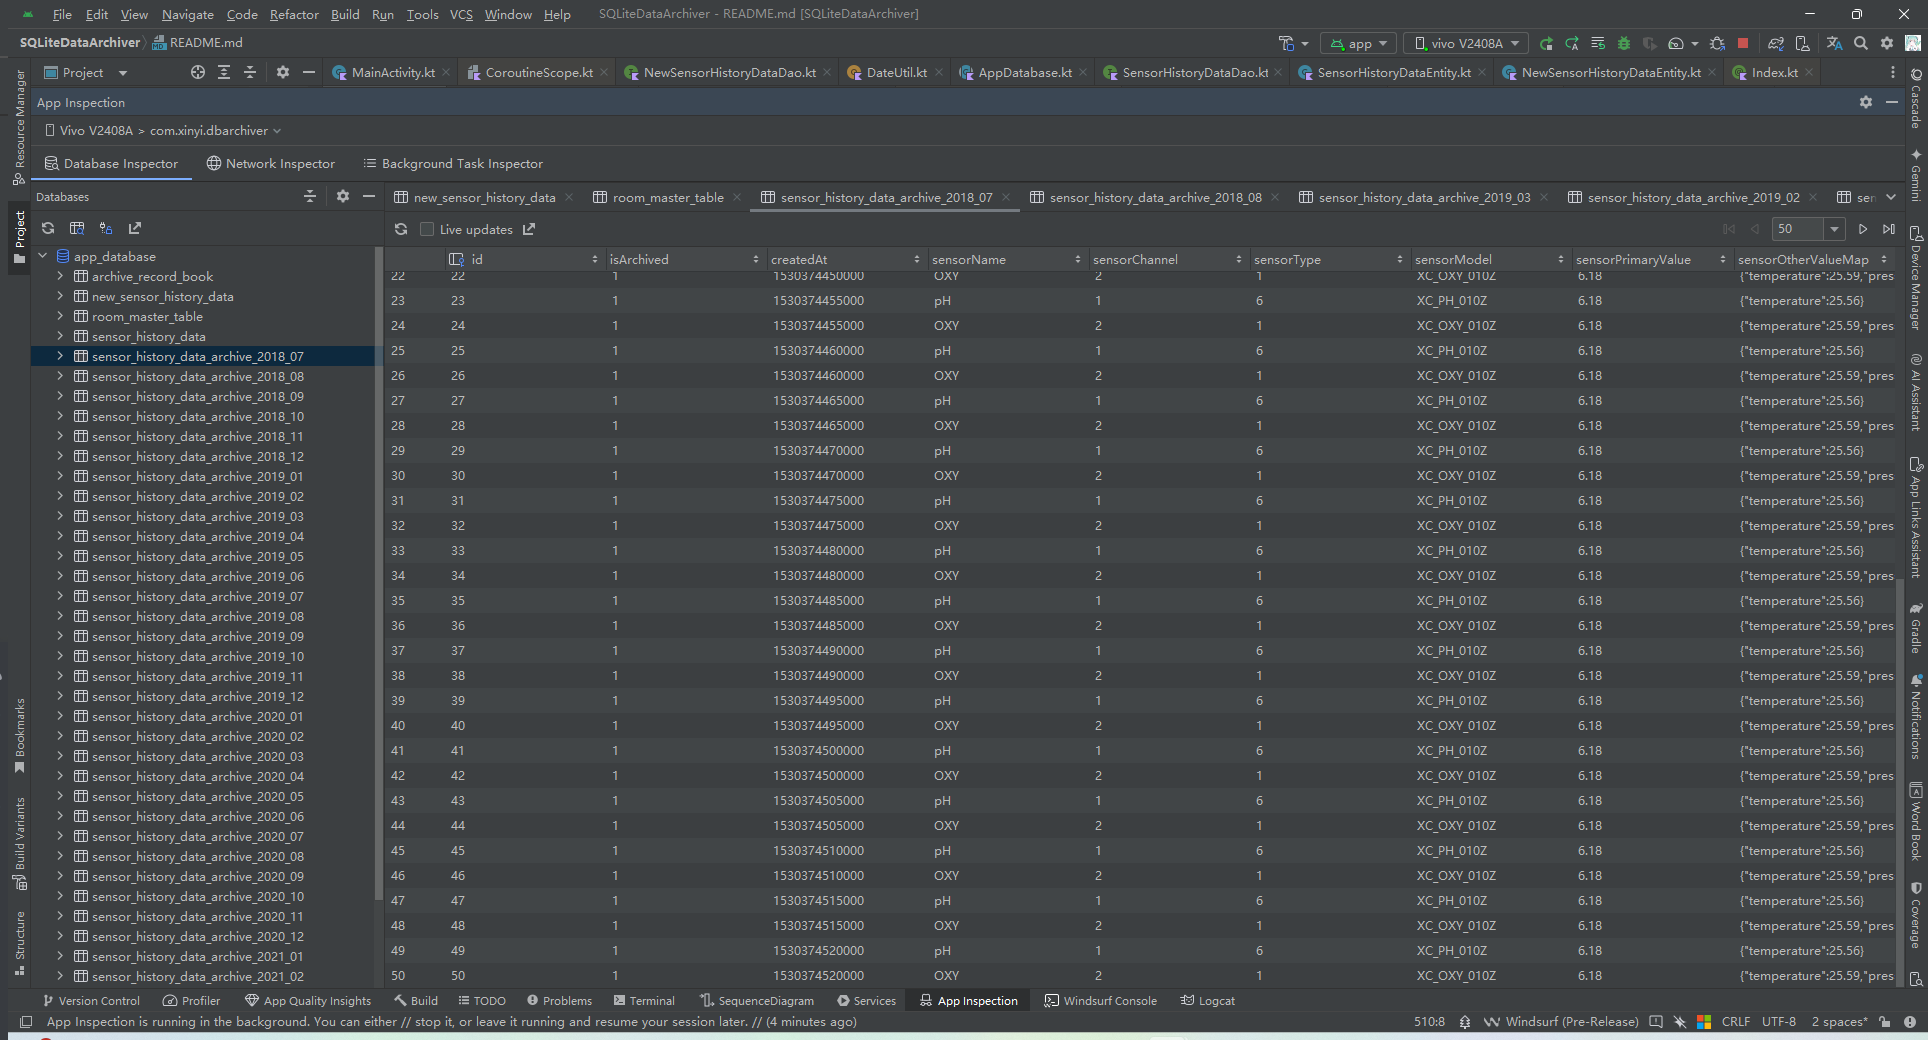 File Edit View Navigate Code Refactor Build Run Tools VCS Window Help SQLiteDataArchiver - README.md [SQLiteDataArchiver]
SQLiteDataArchiver README.md app vivo V2408A
Project MainActivity.kt CoroutineScope.kt NewSensorHistoryDataDao.kt DateUtil.kt AppDatabase.kt SensorHistoryDataDao.kt SensorHistoryDataEntity.kt NewSensorHistoryDataEntity.kt Index.kt
App Inspection
Vivo V2408A > com.xinyi.dbarchiver
Database Inspector Network Inspector Background Task Inspector
Databases new_sensor_history_data room_master_table sensor_history_data_archive_2018_07 sensor_history_data_archive_2018_08 sensor_history_data_archive_2019_03 sensor_history_data_archive_2019_02 sen
Live updates 50
id isArchived createdAt sensorName sensorChannel sensorType sensorModel sensorPrimaryValue sensorOtherValueMap
app_database
archive_record_book
new_sensor_history_data
room_master_table
sensor_history_data
sensor_history_data_archive_2018_07
sensor_history_data_archive_2018_08
sensor_history_data_archive_2018_09
sensor_history_data_archive_2018_10
sensor_history_data_archive_2018_11
sensor_history_data_archive_2018_12
sensor_history_data_archive_2019_01
sensor_history_data_archive_2019_02
sensor_history_data_archive_2019_03
sensor_history_data_archive_2019_04
sensor_history_data_archive_2019_05
sensor_history_data_archive_2019_06
sensor_history_data_archive_2019_07
sensor_history_data_archive_2019_08
sensor_history_data_archive_2019_09
sensor_history_data_archive_2019_10
sensor_history_data_archive_2019_11
sensor_history_data_archive_2019_12
sensor_history_data_archive_2020_01
sensor_history_data_archive_2020_02
sensor_history_data_archive_2020_03
sensor_history_data_archive_2020_04
sensor_history_data_archive_2020_05
sensor_history_data_archive_2020_06
sensor_history_data_archive_2020_07
sensor_history_data_archive_2020_08
sensor_history_data_archive_2020_09
sensor_history_data_archive_2020_10
sensor_history_data_archive_2020_11
sensor_history_data_archive_2020_12
sensor_history_data_archive_2021_01
sensor_history_data_archive_2021_02
22 22 1 1530374450000 OXY 2 1 XC_OXY_010Z 6.18 {"temperature":25.59,"pres
23 23 1 1530374455000 pH 1 6 XC_PH_010Z 6.18 {"temperature":25.56}
24 24 1 1530374455000 OXY 2 1 XC_OXY_010Z 6.18 {"temperature":25.59,"pres
25 25 1 1530374460000 pH 1 6 XC_PH_010Z 6.18 {"temperature":25.56}
26 26 1 1530374460000 OXY 2 1 XC_OXY_010Z 6.18 {"temperature":25.59,"pres
27 27 1 1530374465000 pH 1 6 XC_PH_010Z 6.18 {"temperature":25.56}
28 28 1 1530374465000 OXY 2 1 XC_OXY_010Z 6.18 {"temperature":25.59,"pres
29 29 1 1530374470000 pH 1 6 XC_PH_010Z 6.18 {"temperature":25.56}
30 30 1 1530374470000 OXY 2 1 XC_OXY_010Z 6.18 {"temperature":25.59,"pres
31 31 1 1530374475000 pH 1 6 XC_PH_010Z 6.18 {"temperature":25.56}
32 32 1 1530374475000 OXY 2 1 XC_OXY_010Z 6.18 {"temperature":25.59,"pres
33 33 1 1530374480000 pH 1 6 XC_PH_010Z 6.18 {"temperature":25.56}
34 34 1 1530374480000 OXY 2 1 XC_OXY_010Z 6.18 {"temperature":25.59,"pres
35 35 1 1530374485000 pH 1 6 XC_PH_010Z 6.18 {"temperature":25.56}
36 36 1 1530374485000 OXY 2 1 XC_OXY_010Z 6.18 {"temperature":25.59,"pres
37 37 1 1530374490000 pH 1 6 XC_PH_010Z 6.18 {"temperature":25.56}
38 38 1 1530374490000 OXY 2 1 XC_OXY_010Z 6.18 {"temperature":25.59,"pres
39 39 1 1530374495000 pH 1 6 XC_PH_010Z 6.18 {"temperature":25.56}
40 40 1 1530374495000 OXY 2 1 XC_OXY_010Z 6.18 {"temperature":25.59,"pres
41 41 1 1530374500000 pH 1 6 XC_PH_010Z 6.18 {"temperature":25.56}
42 42 1 1530374500000 OXY 2 1 XC_OXY_010Z 6.18 {"temperature":25.59,"pres
43 43 1 1530374505000 pH 1 6 XC_PH_010Z 6.18 {"temperature":25.56}
44 44 1 1530374505000 OXY 2 1 XC_OXY_010Z 6.18 {"temperature":25.59,"pres
45 45 1 1530374510000 pH 1 6 XC_PH_010Z 6.18 {"temperature":25.56}
46 46 1 1530374510000 OXY 2 1 XC_OXY_010Z 6.18 {"temperature":25.59,"pres
47 47 1 1530374515000 pH 1 6 XC_PH_010Z 6.18 {"temperature":25.56}
48 48 1 1530374515000 OXY 2 1 XC_OXY_010Z 6.18 {"temperature":25.59,"pres
49 49 1 1530374520000 pH 1 6 XC_PH_010Z 6.18 {"temperature":25.56}
50 50 1 1530374520000 OXY 2 1 XC_OXY_010Z 6.18 {"temperature":25.59,"pres
Resource Manager
Project
Bookmarks
Build Variants
Structure
Cascade
Gemini
Device Manager
AI Assistant
App Links Assistant
Gradle
Notifications
Word Book
Coverage
Version Control Profiler App Quality Insights Build TODO Problems Terminal SequenceDiagram Services App Inspection Windsurf Console Logcat
App Inspection is running in the background. You can either // stop it, or leave it running and resume your session later. // (4 minutes ago) 510:8 Windsurf (Pre-Release) CRLF UTF-8 2 spaces*